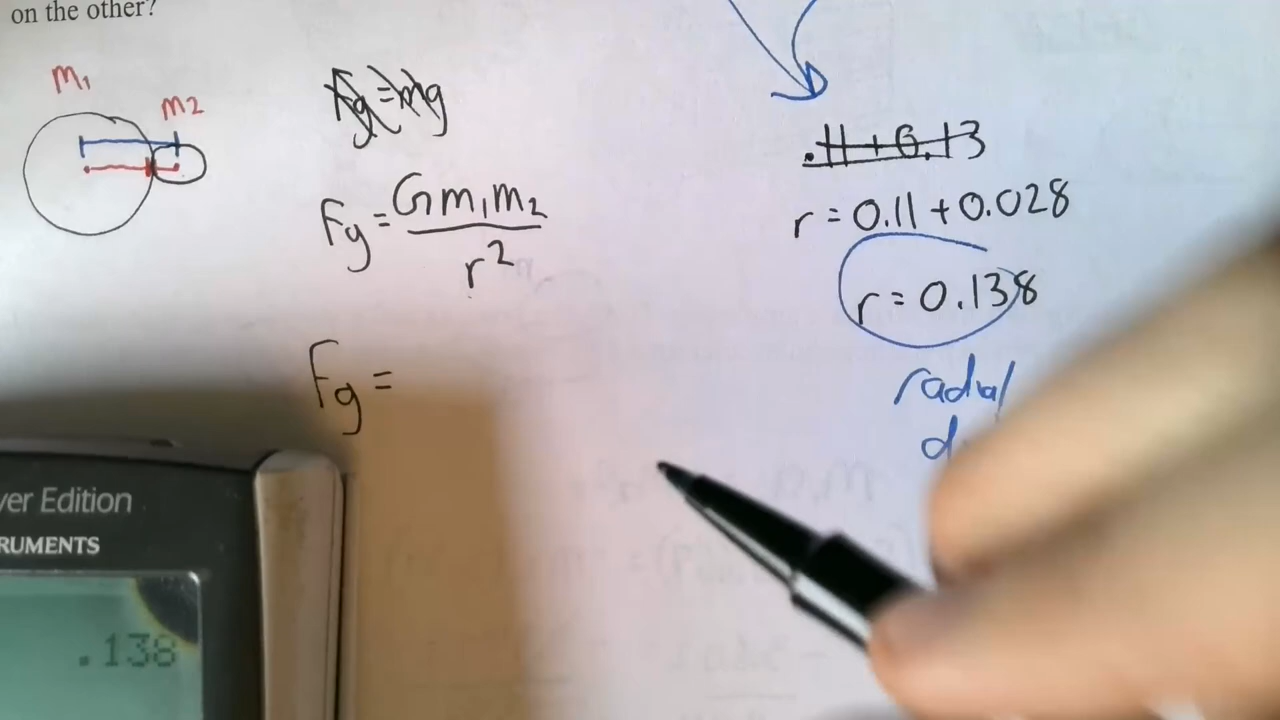 on the other?
m1
m2
Fg=mg
Fg = Gm1m2
r2
Fg =
.11+0.13
r = 0.11 + 0.028
r = 0.138
radial
ver Edition
RUMENTS
.138